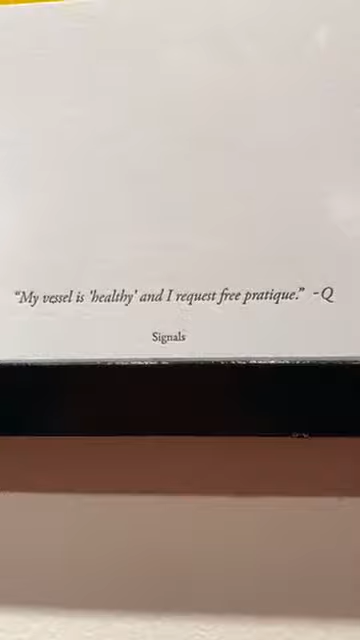 “My vessel is ‘healthy’ and I request free pratique.” -Q
Signals